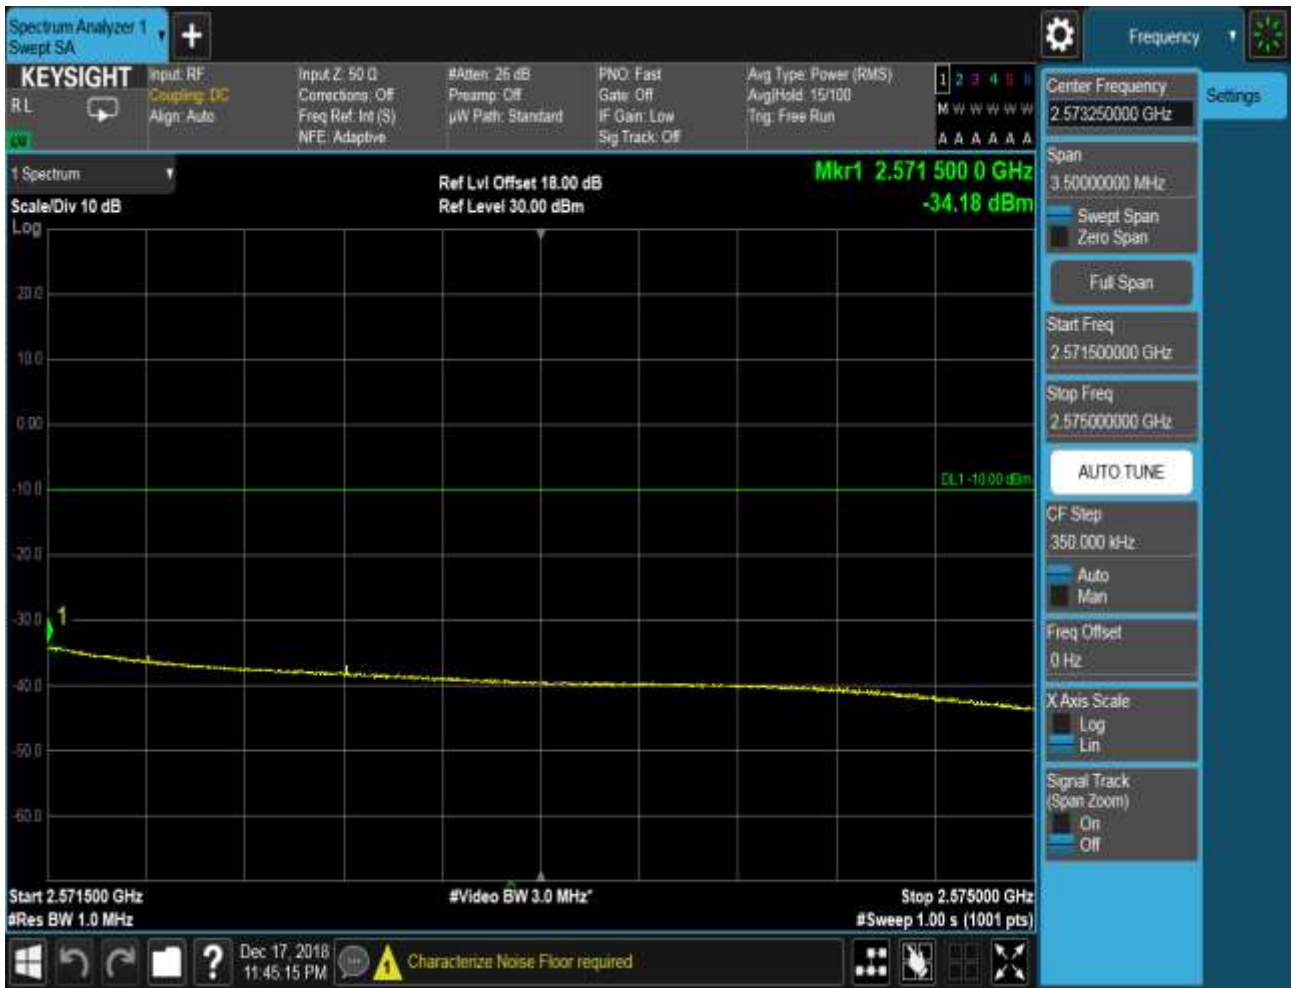 Spectrum Analyzer 1
Swept SA
Frequency
KEYSIGHT
RL
Input: RF
Coupling: DC
Align: Auto
Input Z: 50 Ω
Corrections: Off
Freq Ref: Int (S)
NFE: Adaptive
#Atten: 26 dB
Preamp: Off
µW Path: Standard
PNO: Fast
Gate: Off
IF Gain: Low
Sig Track: Off
Avg Type: Power (RMS)
Avg|Hold: 15/100
Trig: Free Run
1 2 3 4 5 6
M W W W W W
A A A A A A
1 Spectrum
Scale/Div 10 dB
Log
Ref Lvl Offset 18.00 dB
Ref Level 30.00 dBm
Mkr1 2.571 500 0 GHz
-34.18 dBm
20.0
10.0
0.00
-10.0
DL1 -10.00 dBm
-20.0
-30.0
1
-40.0
-50.0
-60.0
Start 2.571500 GHz
#Video BW 3.0 MHz*
Stop 2.575000 GHz
#Res BW 1.0 MHz
#Sweep 1.00 s (1001 pts)
Dec 17, 2018
11:45:15 PM
?
1
Characterize Noise Floor required
Center Frequency
2.573250000 GHz
Settings
Span
3.50000000 MHz
Swept Span
Zero Span
Full Span
Start Freq
2.571500000 GHz
Stop Freq
2.575000000 GHz
AUTO TUNE
CF Step
350.000 kHz
Auto
Man
Freq Offset
0 Hz
X Axis Scale
Log
Lin
Signal Track
(Span Zoom)
On
Off